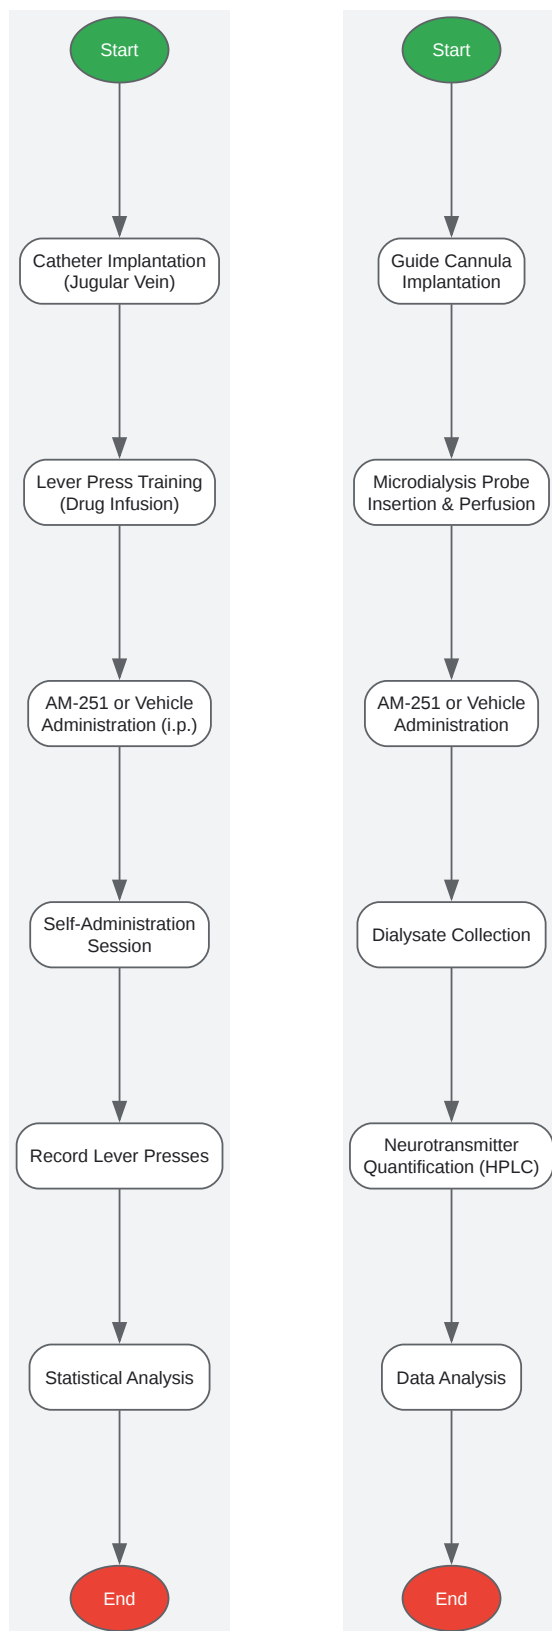 Start
Catheter Implantation
(Jugular Vein)
Lever Press Training
(Drug Infusion)
AM-251 or Vehicle
Administration (i.p.)
Self-Administration
Session
Record Lever Presses
Statistical Analysis
End
Start
Guide Cannula
Implantation
Microdialysis Probe
Insertion & Perfusion
AM-251 or Vehicle
Administration
Dialysate Collection
Neurotransmitter
Quantification (HPLC)
Data Analysis
End